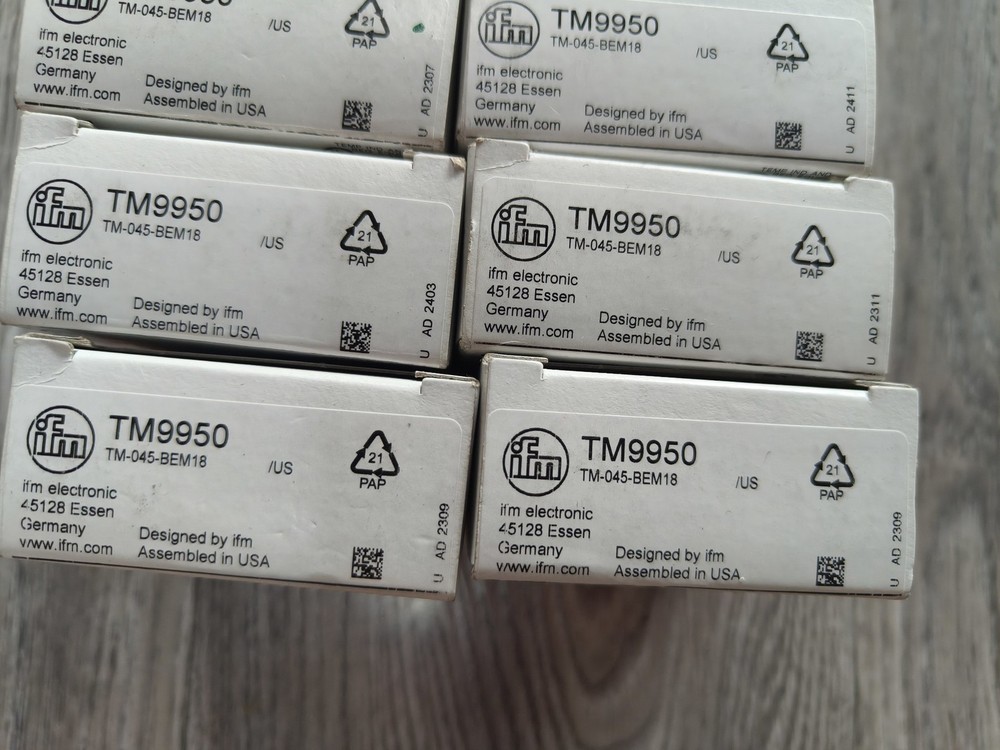 TM-045-BEM18
/US
21
PAP
ifm electronic
45128 Essen
Germany
www.ifm.com
Designed by ifm
Assembled in USA
U AD 2307
ifm
TM9950
TM-045-BEM18
/US
21
PAP
ifm electronic
45128 Essen
Germany
www.ifm.com
Designed by ifm
Assembled in USA
U AD 2411
ifm
TM9950
TM-045-BEM18
/US
21
PAP
ifm electronic
45128 Essen
Germany
www.ifm.com
Designed by ifm
Assembled in USA
U AD 2403
ifm
TM9950
TM-045-BEM18
/US
21
PAP
ifm electronic
45128 Essen
Germany
www.ifm.com
Designed by ifm
Assembled in USA
U AD 2311
ifm
TM9950
TM-045-BEM18
/US
21
PAP
ifm electronic
45128 Essen
Germany
www.ifm.com
Designed by ifm
Assembled in USA
U AD 2309
ifm
TM9950
TM-045-BEM18
/US
21
PAP
ifm electronic
45128 Essen
Germany
www.ifm.com
Designed by ifm
Assembled in USA
U AD 2309